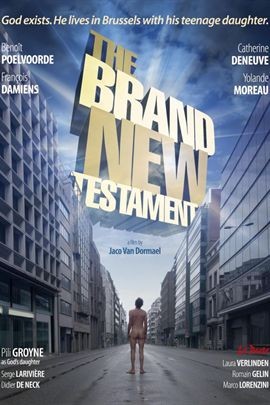 God exists. He lives in Brussels with his teenage daughter.
Benoît
POELVOORDE
François
DAMIENS
Catherine
DENEUVE
Yolande
MOREAU
THE
BRAND
NEW
TESTAMENT
a film by
Jaco Van Dormael
Pili GROYNE
as God's daughter
Serge LARIVIÈRE
Didier DE NECK
Laura VERLINDEN
Romain GELIN
Marco LORENZINI